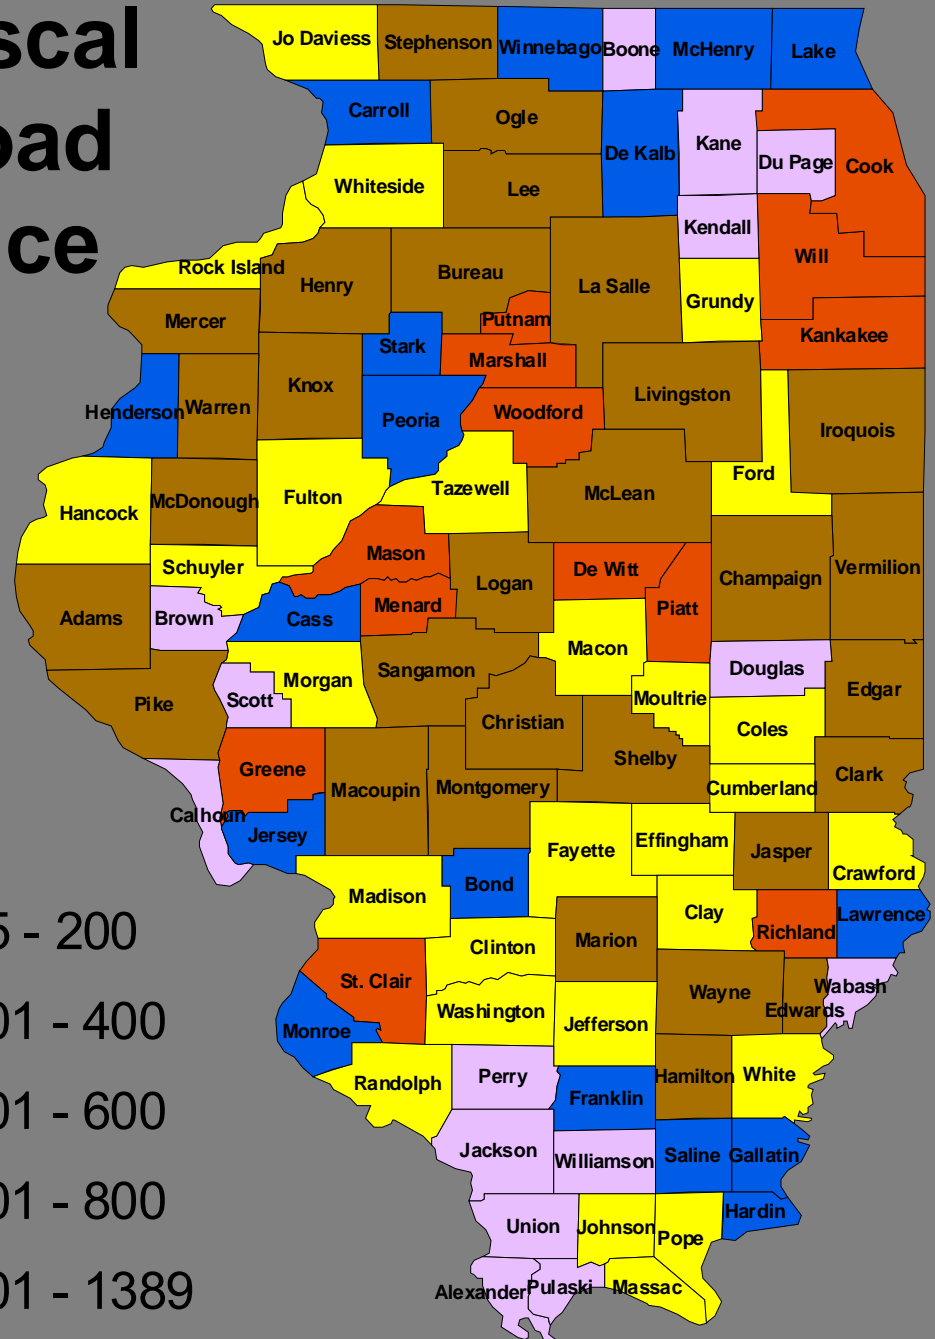 scal
oad
ce
Jo Daviess
Stephenson
Winnebago
Boone
McHenry
Lake
Carroll
Ogle
De Kalb
Kane
Du Page
Cook
Whiteside
Lee
Kendall
Rock Island
Henry
Bureau
La Salle
Will
Grundy
Mercer
Putnam
Kankakee
Stark
Marshall
Henderson
Warren
Knox
Peoria
Woodford
Livingston
Iroquois
Ford
Hancock
McDonough
Fulton
Tazewell
McLean
Schuyler
Mason
Logan
De Witt
Piatt
Champaign
Vermilion
Adams
Brown
Cass
Menard
Macon
Douglas
Pike
Scott
Morgan
Sangamon
Christian
Moultrie
Coles
Edgar
Greene
Macoupin
Montgomery
Shelby
Cumberland
Clark
Calhoun
Jersey
Fayette
Effingham
Jasper
Crawford
Madison
Bond
Clay
Richland
Lawrence
5 - 200
Clinton
Marion
St. Clair
Wayne
Edwards
Wabash
01 - 400
Monroe
Washington
Jefferson
Randolph
Perry
Franklin
Hamilton
White
01 - 600
Jackson
Williamson
Saline
Gallatin
01 - 800
Union
Johnson
Pope
Hardin
01 - 1389
Alexander
Pulaski
Massac